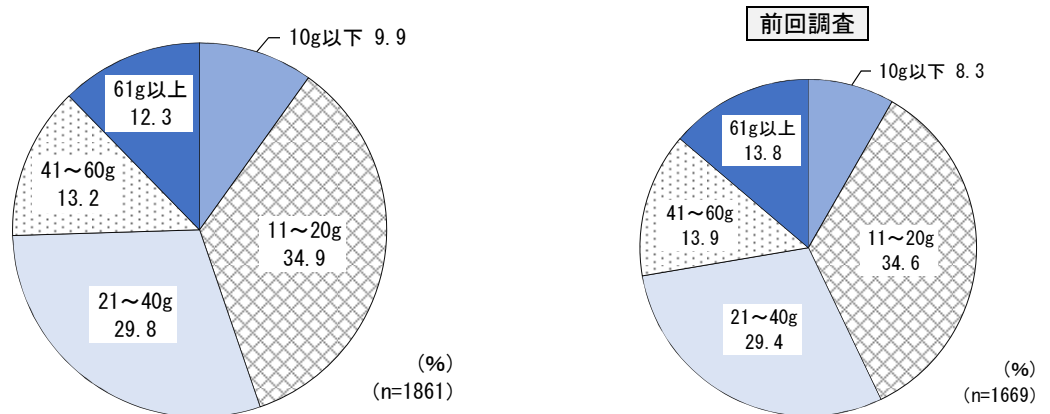 10g以下 9.9
61g以上
12.3
41～60g
13.2
11～20g
34.9
21～40g
29.8
(%)
(n=1861)
前回調査
10g以下 8.3
61g以上
13.8
41～60g
13.9
11～20g
34.6
21～40g
29.4
(%)
(n=1669)